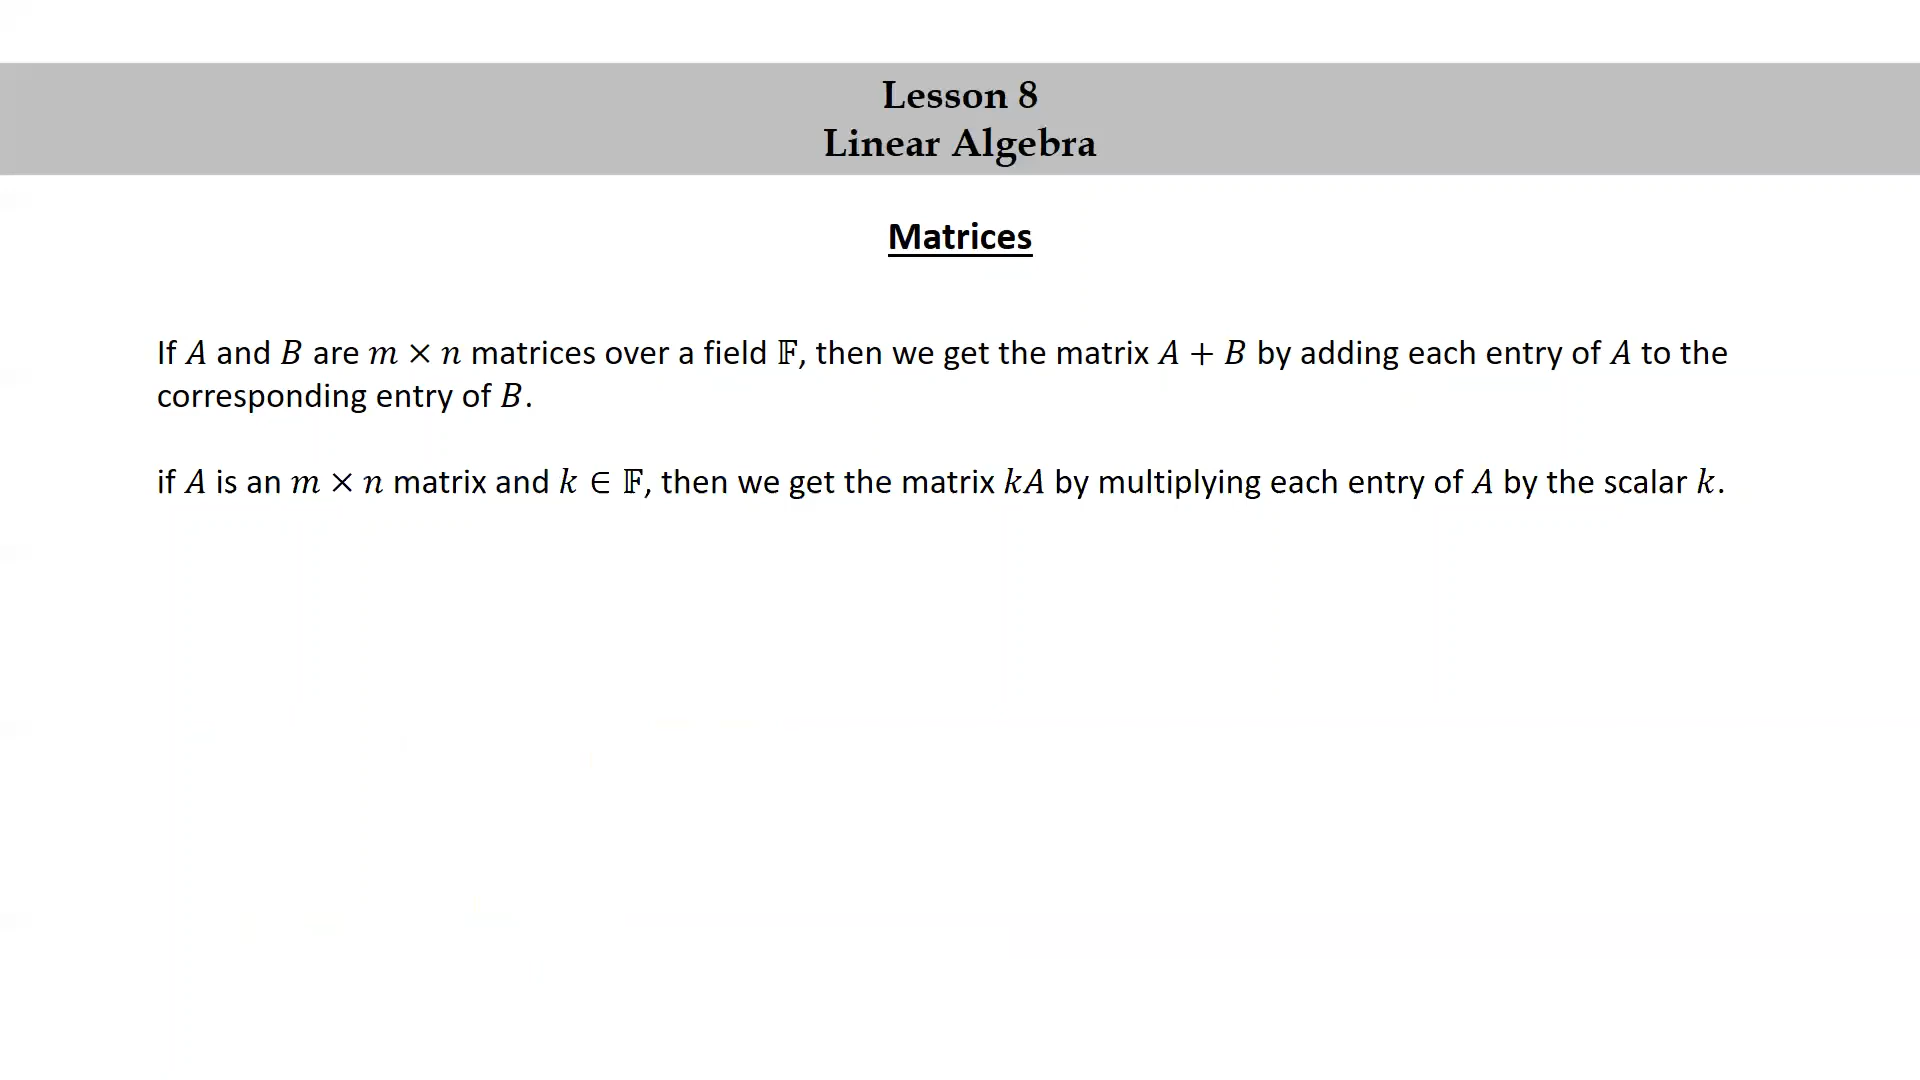 Lesson 8
Linear Algebra
Matrices
If A and B are m × n matrices over a field 𝔽, then we get the matrix A + B by adding each entry of A to the
corresponding entry of B.
if A is an m × n matrix and k ∈ 𝔽, then we get the matrix kA by multiplying each entry of A by the scalar k.